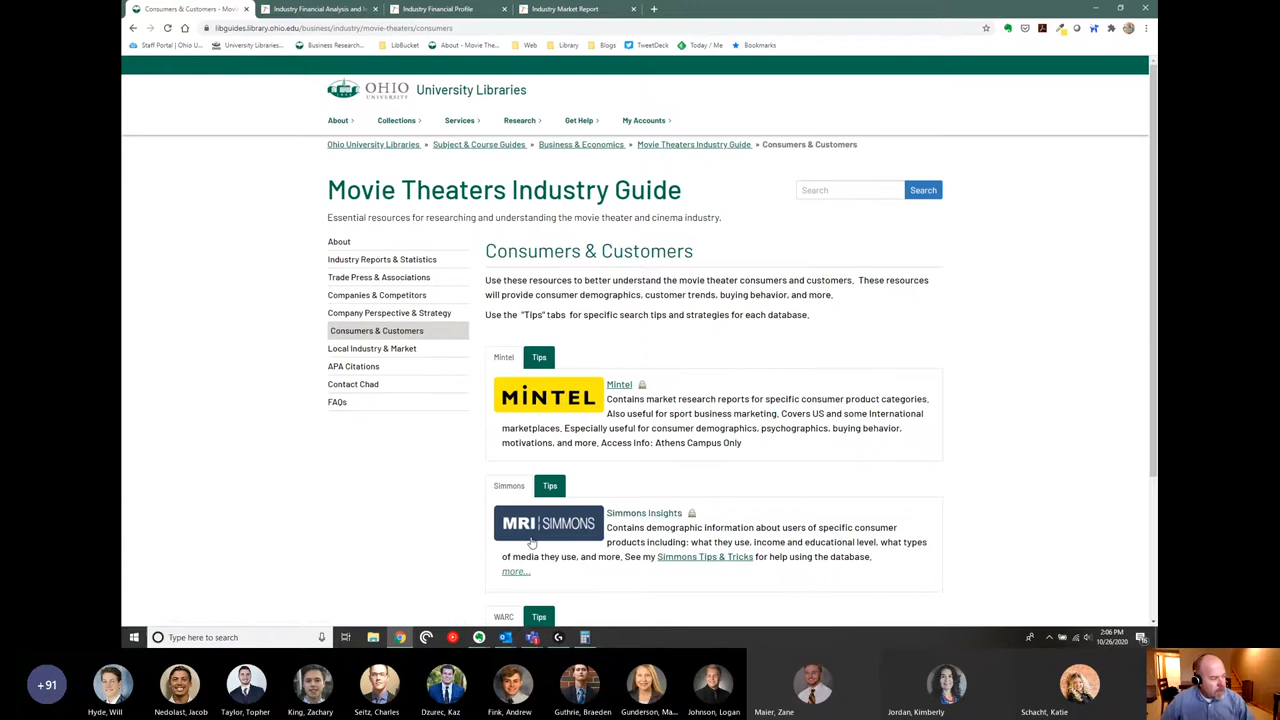 Consumers & Customers - Movi
Industry Financial Analysis and
Industry Financial Profile
Industry Market Report
libguides.library.ohio.edu/business/industry/movie-theaters/consumers
Staff Portal | Ohio U...
University Libraries...
Business Research...
LibBucket
About - Movie The...
Web
Library
Blogs
TweetDeck
Today / Me
Bookmarks
OHIO UNIVERSITY University Libraries
About
Collections
Services
Research
Get Help
My Accounts
Ohio University Libraries » Subject & Course Guides » Business & Economics » Movie Theaters Industry Guide » Consumers & Customers
Movie Theaters Industry Guide
Search
Search
Essential resources for researching and understanding the movie theater and cinema industry.
About
Industry Reports & Statistics
Trade Press & Associations
Companies & Competitors
Company Perspective & Strategy
Consumers & Customers
Local Industry & Market
APA Citations
Contact Chad
FAQs
Consumers & Customers
Use these resources to better understand the movie theater consumers and customers. These resources
will provide consumer demographics, customer trends, buying behavior, and more.
Use the "Tips" tabs for specific search tips and strategies for each database.
Mintel
Tips
MiNTEL
Mintel
Contains market research reports for specific consumer product categories.
Also useful for sport business marketing. Covers US and some International
marketplaces. Especially useful for consumer demographics, psychographics, buying behavior,
motivations, and more. Access Info: Athens Campus Only
Simmons
Tips
MRI | SIMMONS
Simmons Insights
Contains demographic information about users of specific consumer
products including: what they use, income and educational level, what types
of media they use, and more. See my Simmons Tips & Tricks for help using the database.
more...
WARC
Tips
Type here to search
2:06 PM
10/26/2020
+91
Hyde, Will
Nedolast, Jacob
Taylor, Topher
King, Zachary
Seitz, Charles
Dzurec, Kaz
Fink, Andrew
Guthrie, Braeden
Gunderson, Ma...
Johnson, Logan
Maier, Zane
Jordan, Kimberly
Schacht, Katie